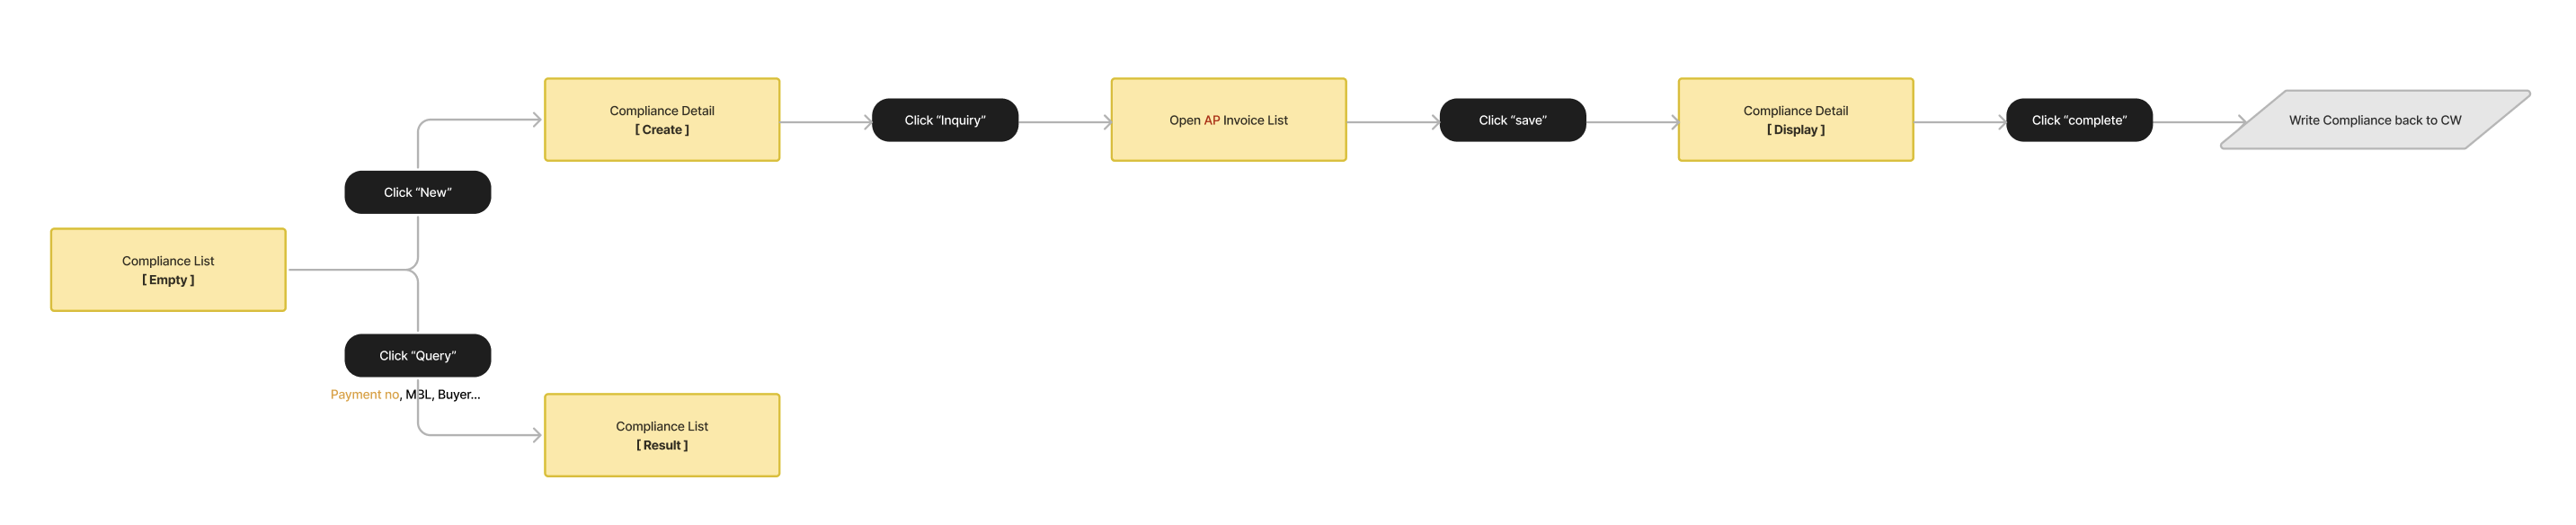 Compliance Detail
[ Create ]
Click “Inquiry”
Open AP Invoice List
Click “save”
Compliance Detail
[ Display ]
Click “complete”
Write Compliance back to CW
Click “New”
Compliance List
[ Empty ]
Click “Query”
Payment no, MBL, Buyer...
Compliance List
[ Result ]